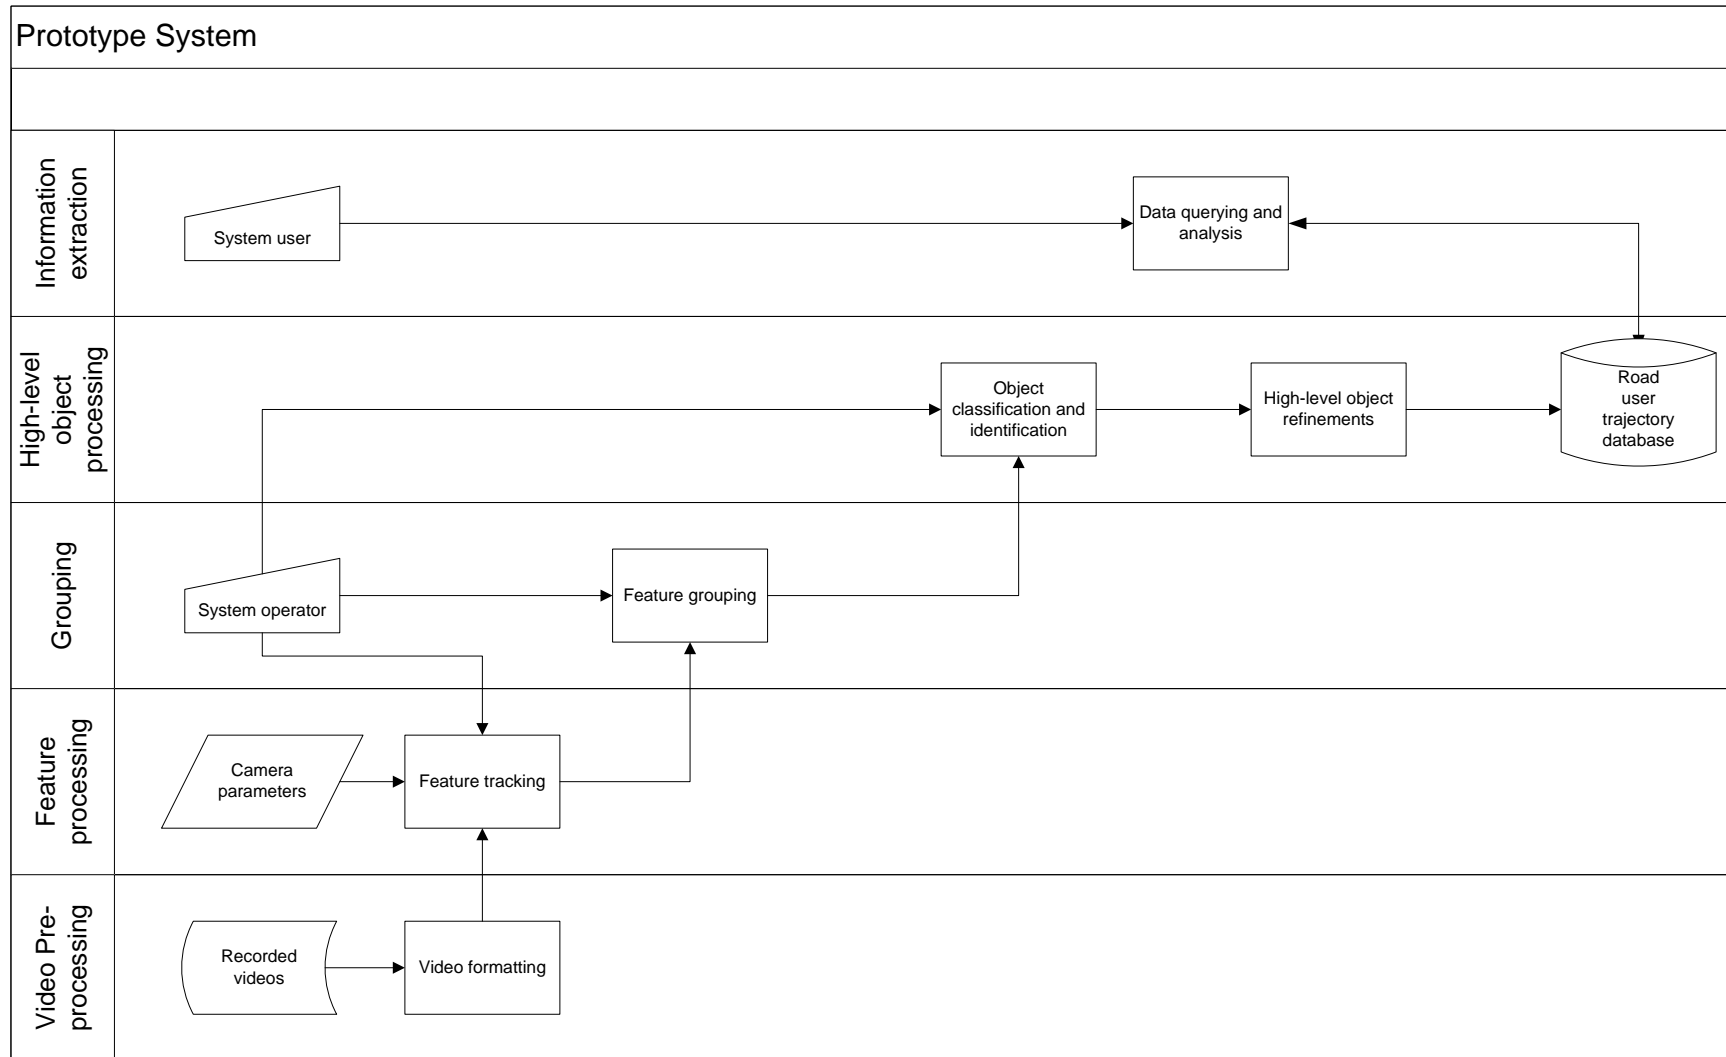 Prototype System
Information
extraction
System user
Data querying and
analysis
High-level
object
processing
Object
classification and
identification
High-level object
refinements
Road
user
trajectory
database
Grouping
System operator
Feature grouping
Feature
processing
Camera
parameters
Feature tracking
Video Pre-
processing
Recorded
videos
Video formatting